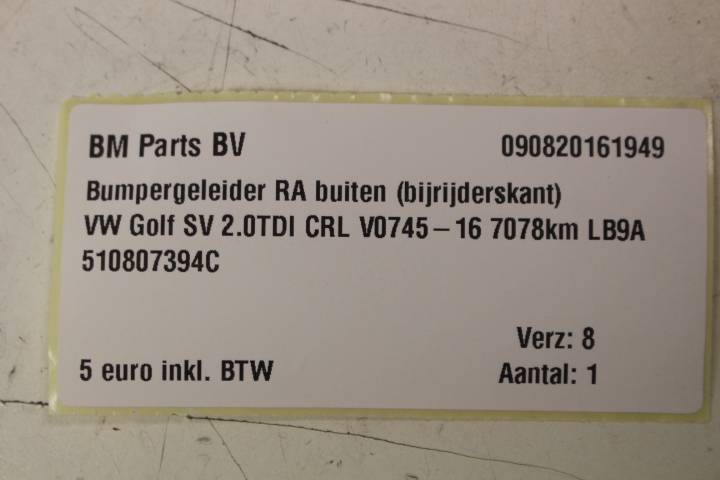 BM Parts BV 090820161949
Bumpergeleider RA buiten (bijrijderskant)
VW Golf SV 2.0TDI CRL V0745-16 7078km LB9A
510807394C
Verz: 8
5 euro inkl. BTW Aantal: 1